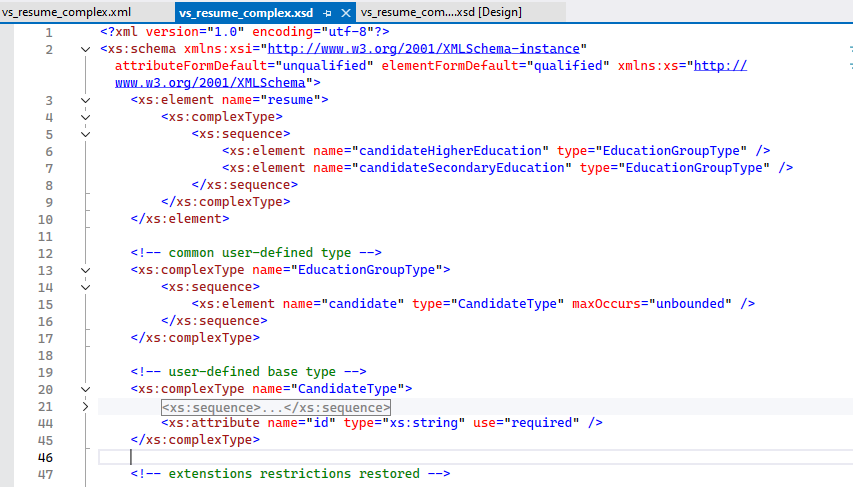 vs_resume_complex.xml vs_resume_complex.xsd vs_resume_com....xsd [Design]
1 <?xml version="1.0" encoding="utf-8"?>
2 <xs:schema xmlns:xsi="http://www.w3.org/2001/XMLSchema-instance"
attributeFormDefault="unqualified" elementFormDefault="qualified" xmlns:xs="http://
www.w3.org/2001/XMLSchema">
3 <xs:element name="resume">
4 <xs:complexType>
5 <xs:sequence>
6 <xs:element name="candidateHigherEducation" type="EducationGroupType" />
7 <xs:element name="candidateSecondaryEducation" type="EducationGroupType" />
8 </xs:sequence>
9 </xs:complexType>
10 </xs:element>
11
12 <!-- common user-defined type -->
13 <xs:complexType name="EducationGroupType">
14 <xs:sequence>
15 <xs:element name="candidate" type="CandidateType" maxOccurs="unbounded" />
16 </xs:sequence>
17 </xs:complexType>
18
19 <!-- user-defined base type -->
20 <xs:complexType name="CandidateType">
21 <xs:sequence>...</xs:sequence>
44 <xs:attribute name="id" type="xs:string" use="required" />
45 </xs:complexType>
46
47 <!-- extenstions restrictions restored -->